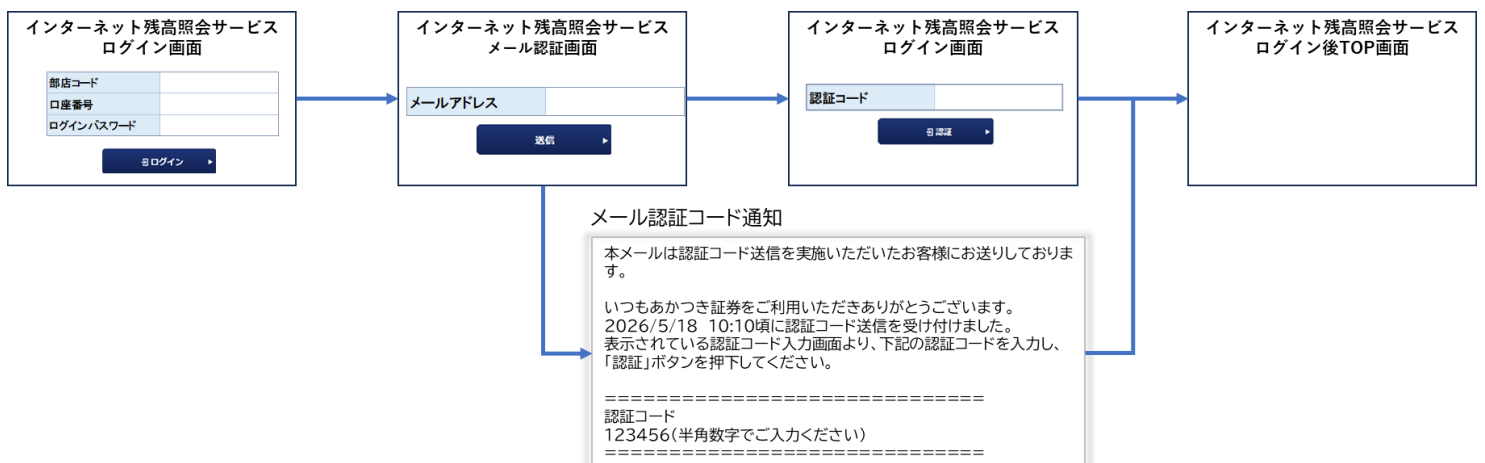 インターネット残高照会サービス
ログイン画面
部店コード
口座番号
ログインパスワード
ログイン
インターネット残高照会サービス
メール認証画面
メールアドレス
送信
インターネット残高照会サービス
ログイン画面
認証コード
認証
インターネット残高照会サービス
ログイン後TOP画面
メール認証コード通知
本メールは認証コード送信を実施いただいたお客様にお送りしておりま
す。
いつもあかつき証券をご利用いただきありがとうございます。
2026/5/18 10:10頃に認証コード送信を受け付けました。
表示されている認証コード入力画面より、下記の認証コードを入力し、
「認証」ボタンを押下してください。
==============================
認証コード
123456(半角数字でご入力ください)
==============================